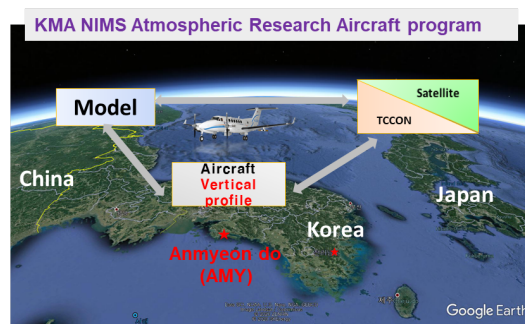 KMA NIMS Atmospheric Research Aircraft program
Model
Satellite
TCCON
Aircraft
Vertical
profile
China
Japan
Korea
Anmyeon do
(AMY)
Google Earth